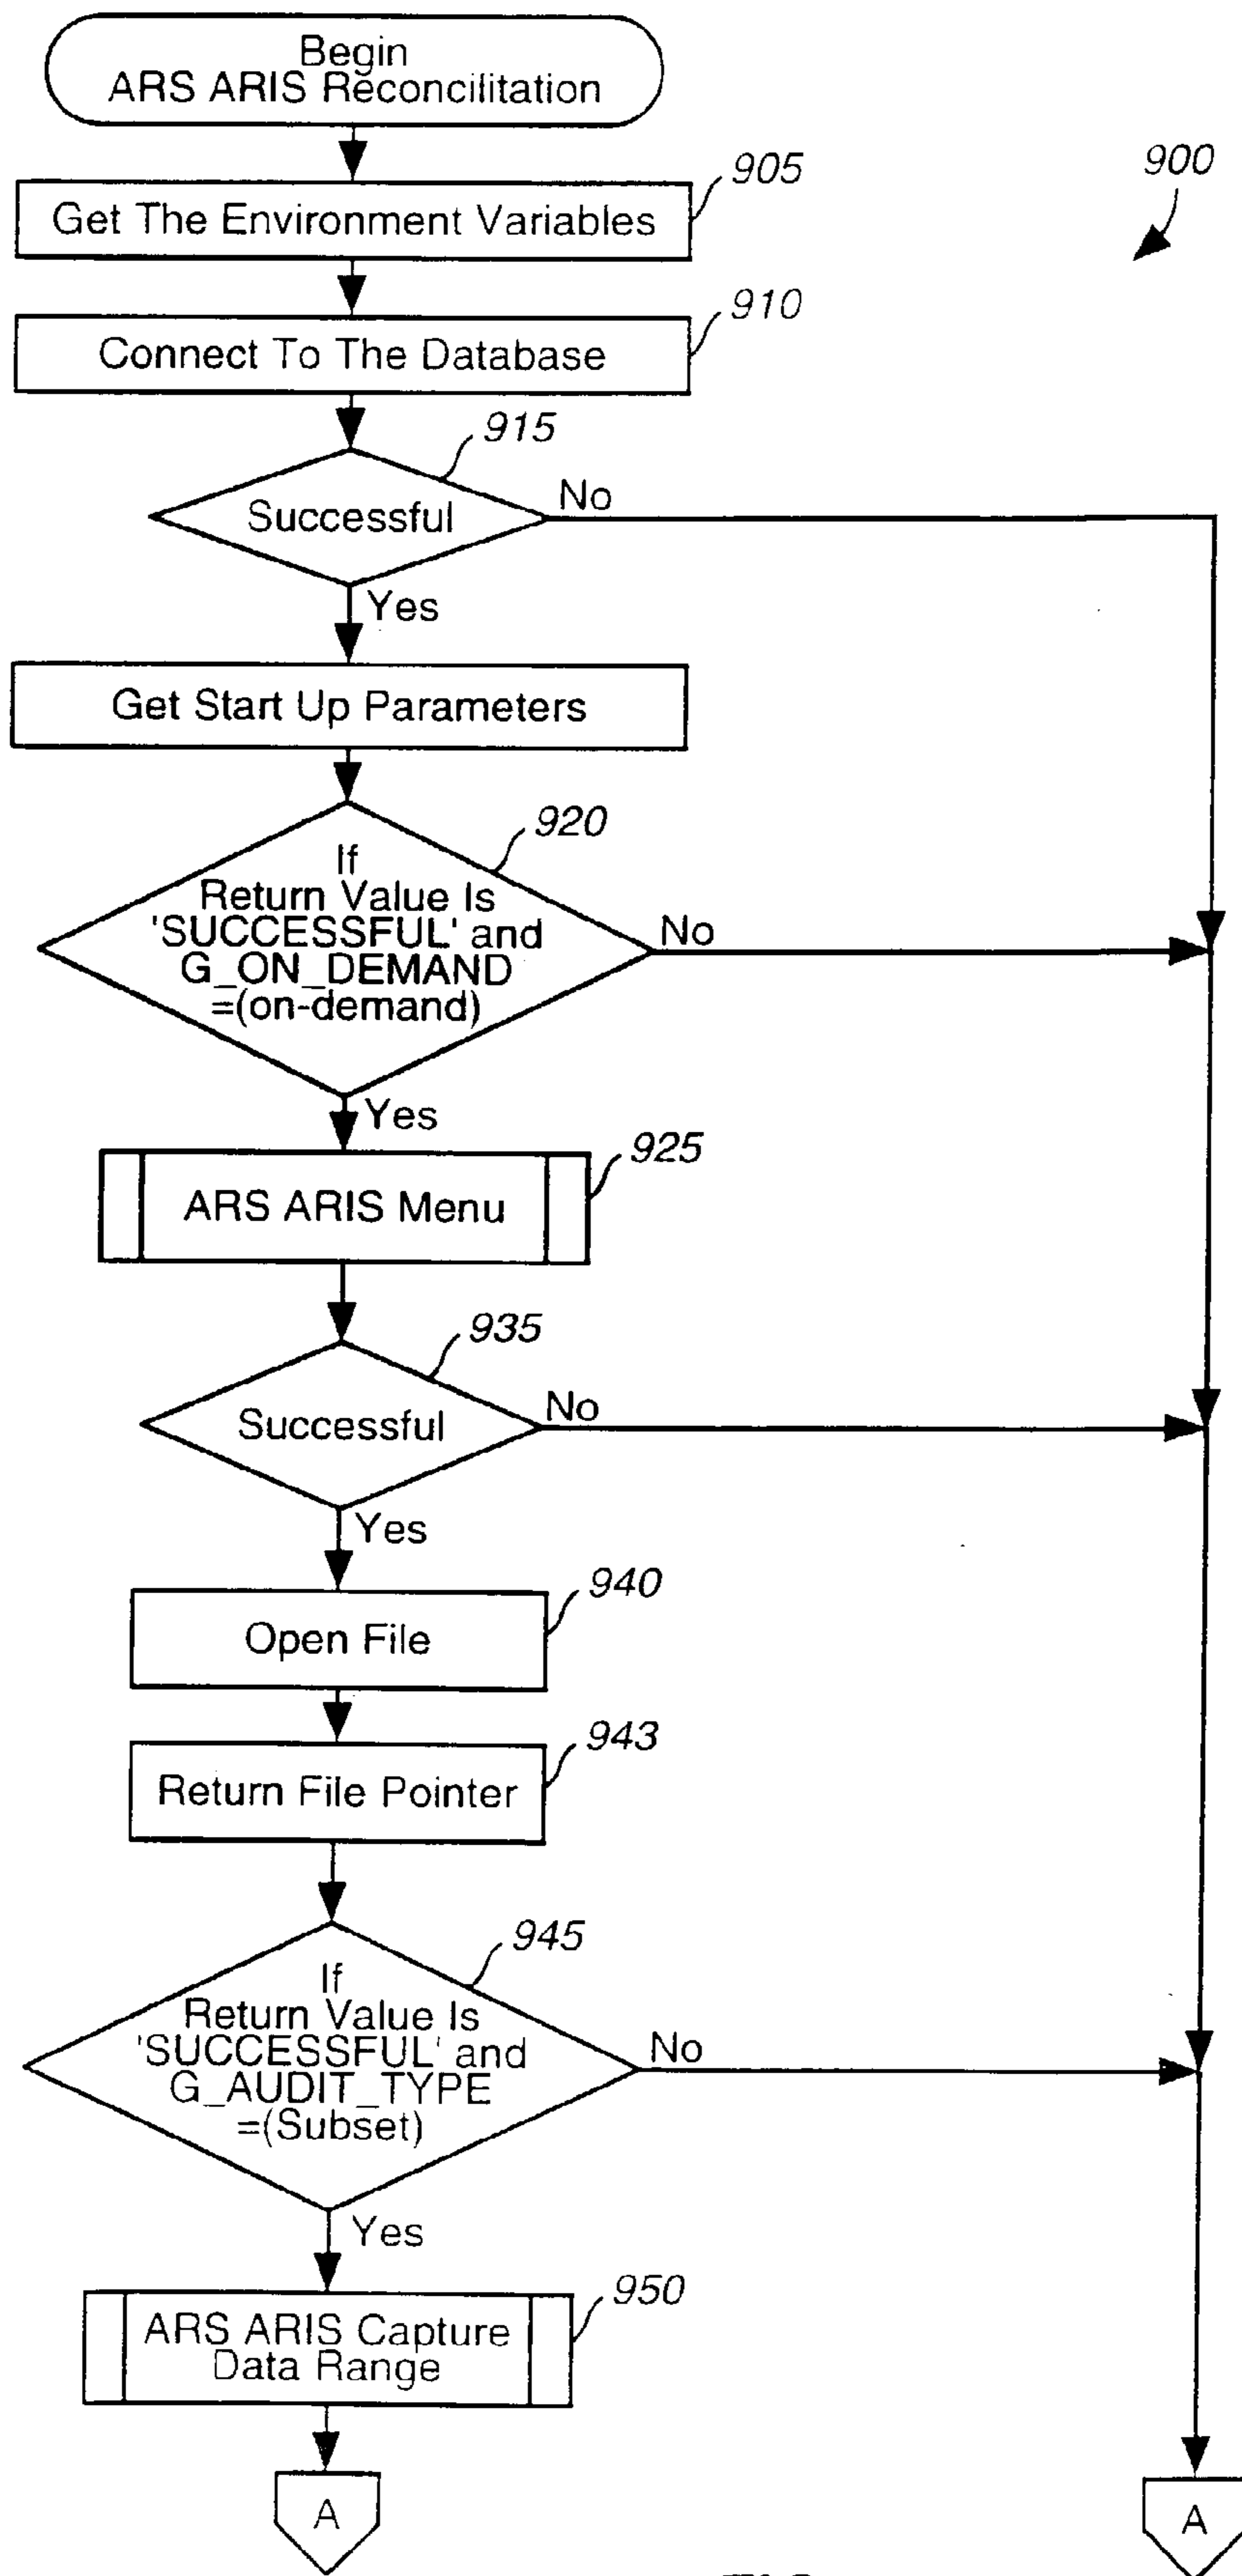 Begin
ARS ARIS Reconcilitation
905
900
Get The Environment Variables
910
Connect To The Database
915
Successful
No
Yes
Get Start Up Parameters
920
If
Return Value Is
'SUCCESSFUL' and
G_ON_DEMAND
=(on-demand)
No
Yes
925
ARS ARIS Menu
935
Successful
No
Yes
940
Open File
943
Return File Pointer
945
If
Return Value Is
'SUCCESSFUL' and
G_AUDIT_TYPE
=(Subset)
No
Yes
950
ARS ARIS Capture
Data Range
A
A